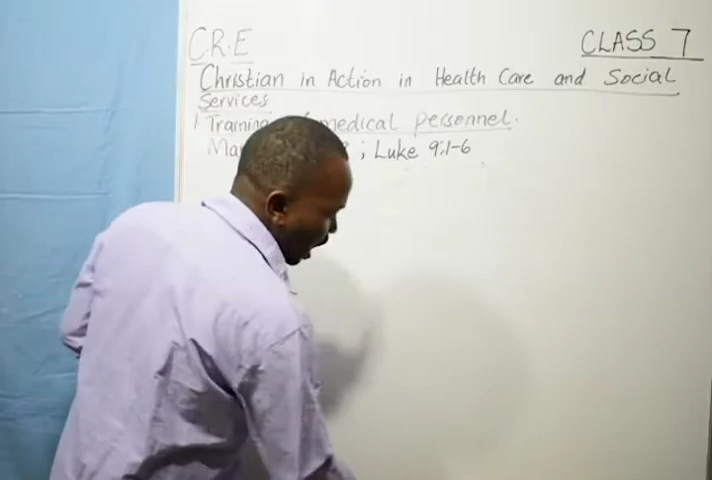 C.R.E
CLASS 7
Christian in Action in Health Care and Social
Services
1. Training medical personnel.
; Luke 9:1-6